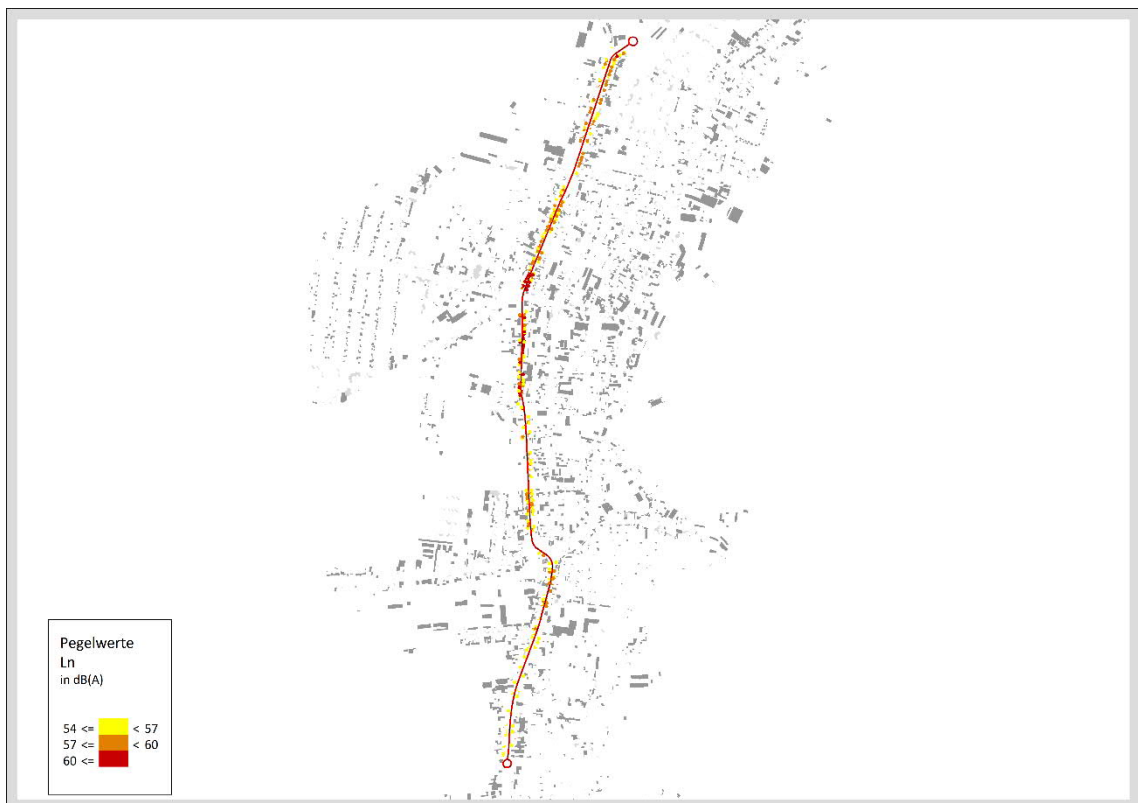 Pegelwerte
Ln
in dB(A)
54 <= < 57
57 <= < 60
60 <=